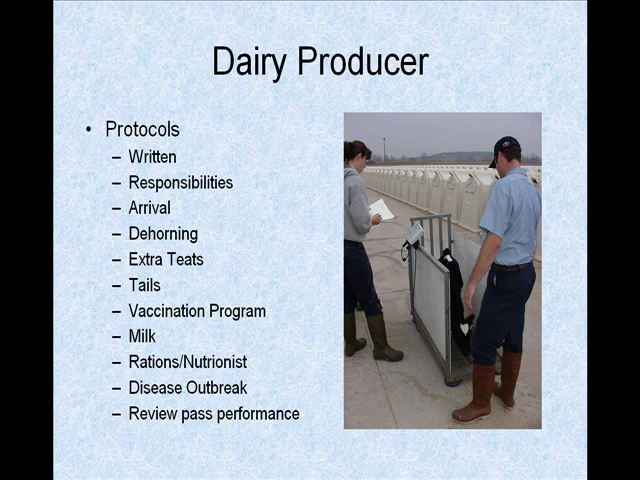 Dairy Producer
• Protocols
– Written
– Responsibilities
– Arrival
– Dehorning
– Extra Teats
– Tails
– Vaccination Program
– Milk
– Rations/Nutrionist
– Disease Outbreak
– Review pass performance